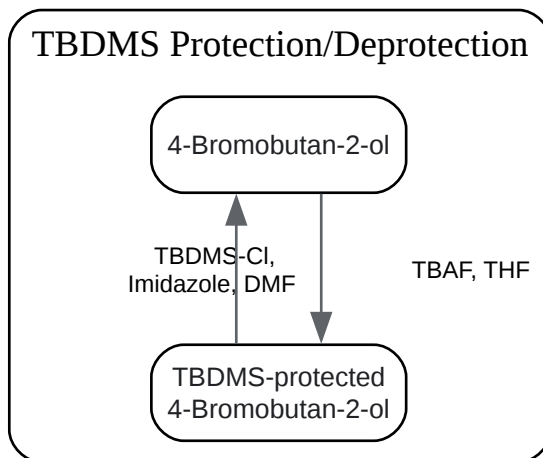 TBDMS Protection/Deprotection
4-Bromobutan-2-ol
TBDMS-Cl,
Imidazole, DMF
TBAF, THF
TBDMS-protected
4-Bromobutan-2-ol